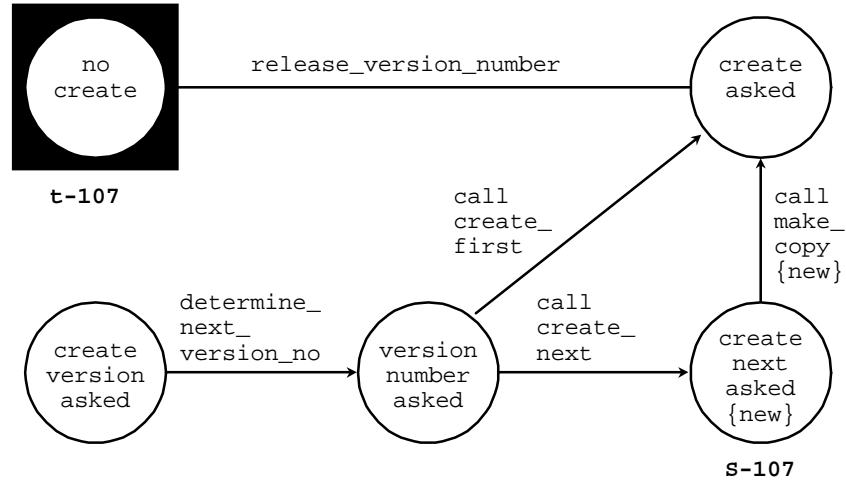 no
create
release_version_number
create
asked
t-107
call
create_
first
call
make_
copy
{new}
determine_
next_
version_no
call
create_
next
create
version
asked
version
number
asked
create
next
asked
{new}
S-107